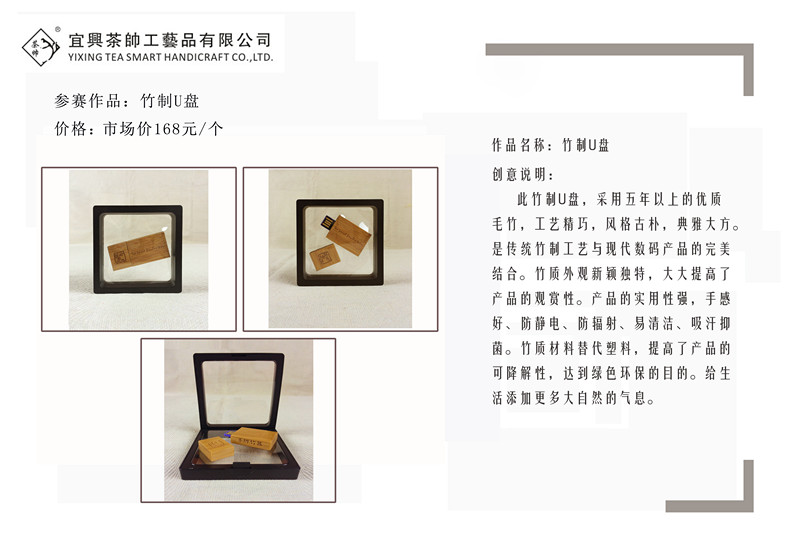 茶帥
®
宜興茶帥工藝品有限公司
YIXING TEA SMART HANDICRAFT CO.,LTD.
参赛作品：竹制U盘
价格：市场价168元/个
作品名称：竹制U盘
创意说明：
此竹制U盘，采用五年以上的优质
毛竹，工艺精巧，风格古朴，典雅大方。
是传统竹制工艺与现代数码产品的完美
结合。竹质外观新颖独特，大大提高了
产品的观赏性。产品的实用性强，手感
好、防静电、防辐射、易清洁、吸汗抑
菌。竹质材料替代塑料，提高了产品的
可降解性，达到绿色环保的目的。给生
活添加更多大自然的气息。